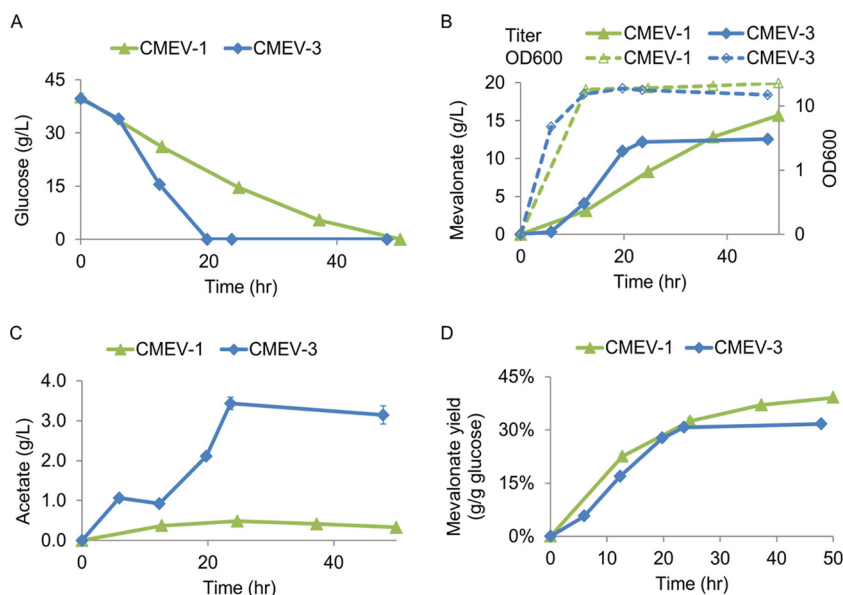 A
CMEV-1 CMEV-3
45
30
15
0
Glucose (g/L)
0 20 40
Time (hr)
B
Titer CMEV-1 CMEV-3
OD600 CMEV-1 CMEV-3
20
15
10
5
0
Mevalonate (g/L)
10
1
0
OD600
0 20 40
Time (hr)
C
CMEV-1 CMEV-3
4.0
3.0
2.0
1.0
0.0
Acetate (g/L)
0 20 40
Time (hr)
D
CMEV-1 CMEV-3
45%
30%
15%
0%
Mevalonate yield
(g/g glucose)
0 10 20 30 40 50
Time (hr)